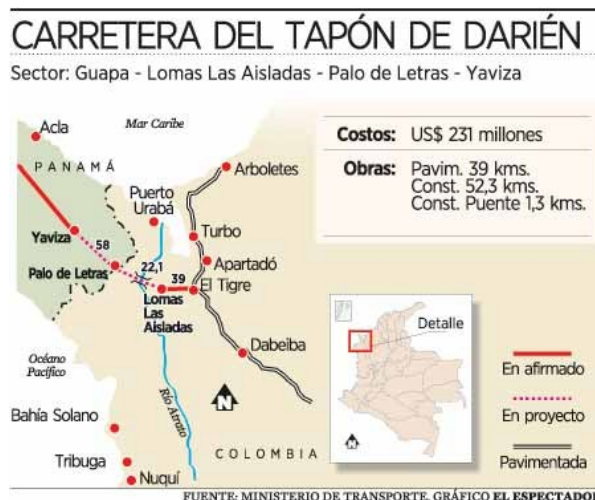 CARRETERA DEL TAPÓN DE DARIÉN
Sector: Guapa - Lomas Las Aisladas - Palo de Letras - Yaviza
Acla
Mar Caribe
PANAMÁ
Arboletes
Puerto
Urabá
Yaviza
58
Turbo
Palo de Letras
22,1
39
Apartadó
El Tigre
Lomas
Las
Aisladas
Dabeiba
Océano
Pacífico
Río Atrato
N
Bahía Solano
COLOMBIA
Tribuga
Nuquí
Costos: US$ 231 millones
Obras: Pavim. 39 kms.
Const. 52,3 kms.
Const. Puente 1,3 kms.
Detalle
N
En afirmado
En proyecto
Pavimentada
FUENTE: MINISTERIO DE TRANSPORTE. GRÁFICO EL ESPECTADOR